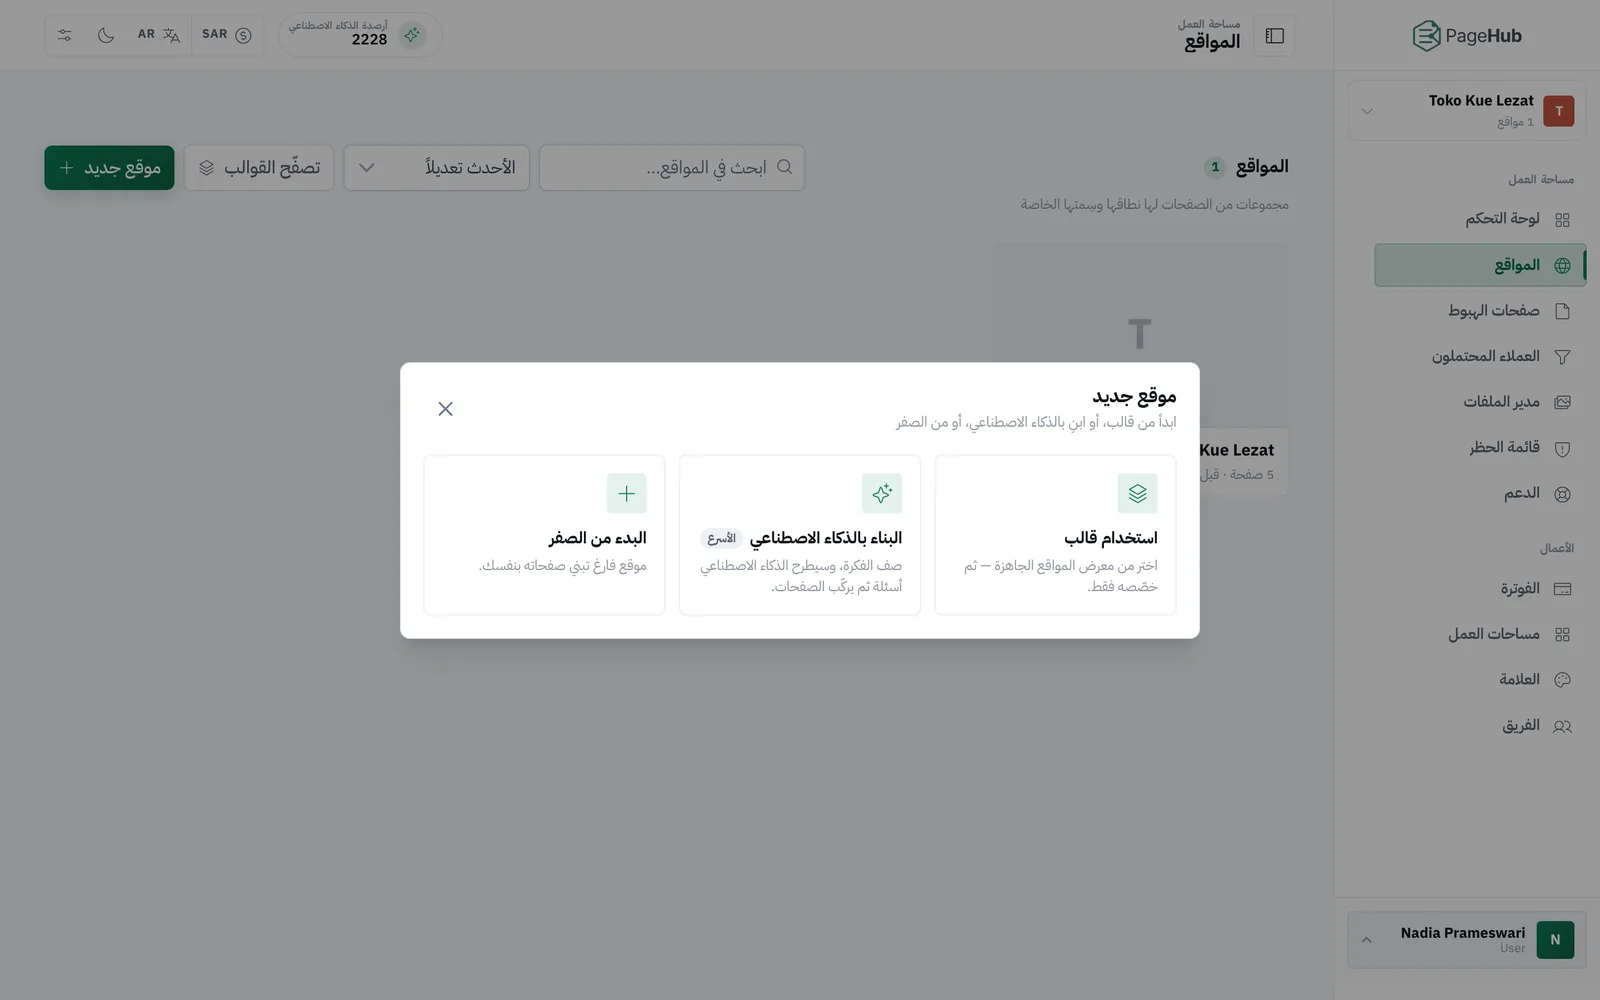 PageHub
Toko Kue Lezat
T
1 مواقع
مساحة العمل
لوحة التحكم
المواقع
صفحات الهبوط
العملاء المحتملون
مدير الملفات
قائمة الحظر
الدعم
الأعمال
الفوترة
مساحات العمل
العلامة
الفريق
Nadia Prameswari
User
N
مساحة العمل
المواقع
أرصدة الذكاء الاصطناعي
2228
SAR
AR
المواقع 1
مجموعات من الصفحات لها نطاقها وسِمتها الخاصة
ابحث في المواقع...
الأحدث تعديلاً
تصفّح القوالب
موقع جديد
T
Kue Lezat
5 صفحة · قبل
موقع جديد
ابدأ من قالب، أو ابنِ بالذكاء الاصطناعي، أو من الصفر
استخدام قالب
اختر من معرض المواقع الجاهزة — ثم
خصّصه فقط.
البناء بالذكاء الاصطناعي الأسرع
صف الفكرة، وسيطرح الذكاء الاصطناعي
أسئلة ثم يركّب الصفحات.
البدء من الصفر
موقع فارغ تبني صفحاته بنفسك.